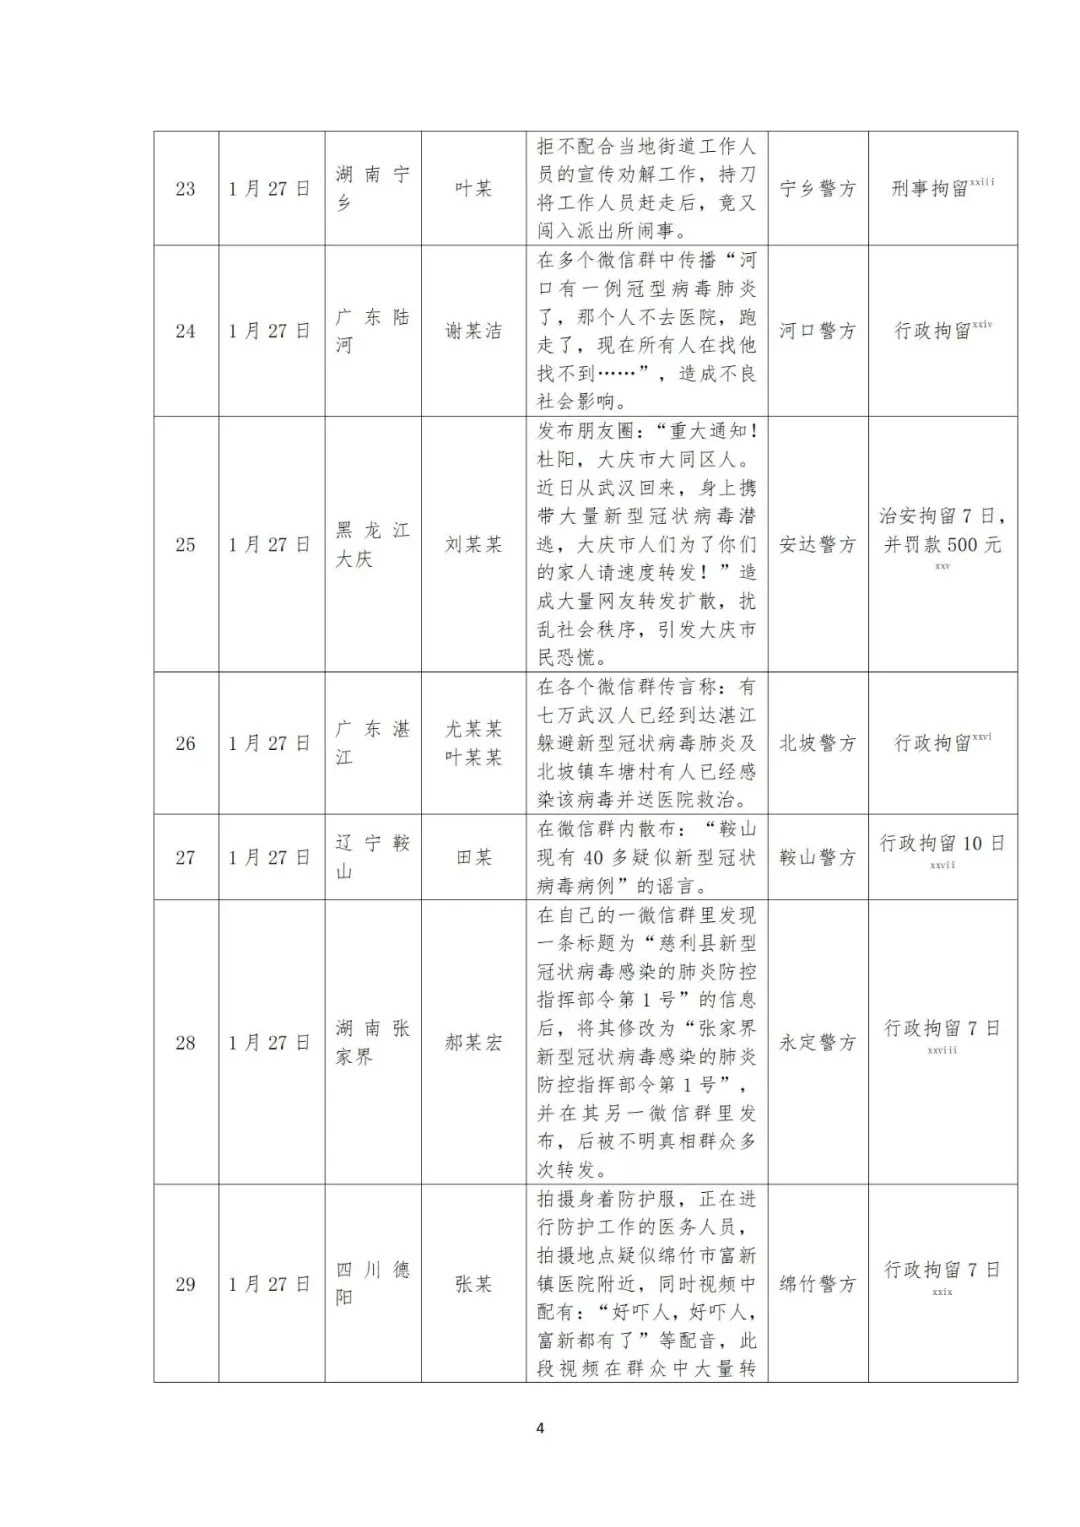 23
1 月 27 日
湖 南 宁
乡
叶某
拒不配合当地街道工作人
员的宣传劝解工作，持刀
将工作人员赶走后，竟又
闯入派出所闹事。
宁乡警方
刑事拘留xxiii
24
1 月 27 日
广 东 陆
河
谢某洁
在多个微信群中传播“河
口有一例冠型病毒肺炎
了，那个人不去医院，跑
走了，现在所有人在找他
找不到……”，造成不良
社会影响。
河口警方
行政拘留xxiv
25
1 月 27 日
黑 龙 江
大庆
刘某某
发布朋友圈：“重大通知！
杜阳，大庆市大同区人。
近日从武汉回来，身上携
带大量新型冠状病毒潜
逃，大庆市人们为了你们
的家人请速度转发！”造
成大量网友转发扩散，扰
乱社会秩序，引发大庆市
民恐慌。
安达警方
治安拘留 7 日，
并罚款 500 元
xxv
26
1 月 27 日
广 东 湛
江
尤某某
叶某某
在各个微信群传言称：有
七万武汉人已经到达湛江
躲避新型冠状病毒肺炎及
北坡镇车塘村有人已经感
染该病毒并送医院救治。
北坡警方
行政拘留xxvi
27
1 月 27 日
辽 宁 鞍
山
田某
在微信群内散布：“鞍山
现有 40 多疑似新型冠状
病毒病例”的谣言。
鞍山警方
行政拘留 10 日
xxvii
28
1 月 27 日
湖 南 张
家界
郝某宏
在自己的一微信群里发现
一条标题为“慈利县新型
冠状病毒感染的肺炎防控
指挥部令第 1 号”的信息
后，将其修改为“张家界
新型冠状病毒感染的肺炎
防控指挥部令第 1 号”，
并在其另一微信群里发
布，后被不明真相群众多
次转发。
永定警方
行政拘留 7 日
xxviii
29
1 月 27 日
四 川 德
阳
张某
拍摄身着防护服，正在进
行防护工作的医务人员，
拍摄地点疑似绵竹市富新
镇医院附近，同时视频中
配有：“好吓人，好吓人，
富新都有了”等配音，此
段视频在群众中大量转
绵竹警方
行政拘留 7 日
xxix
4